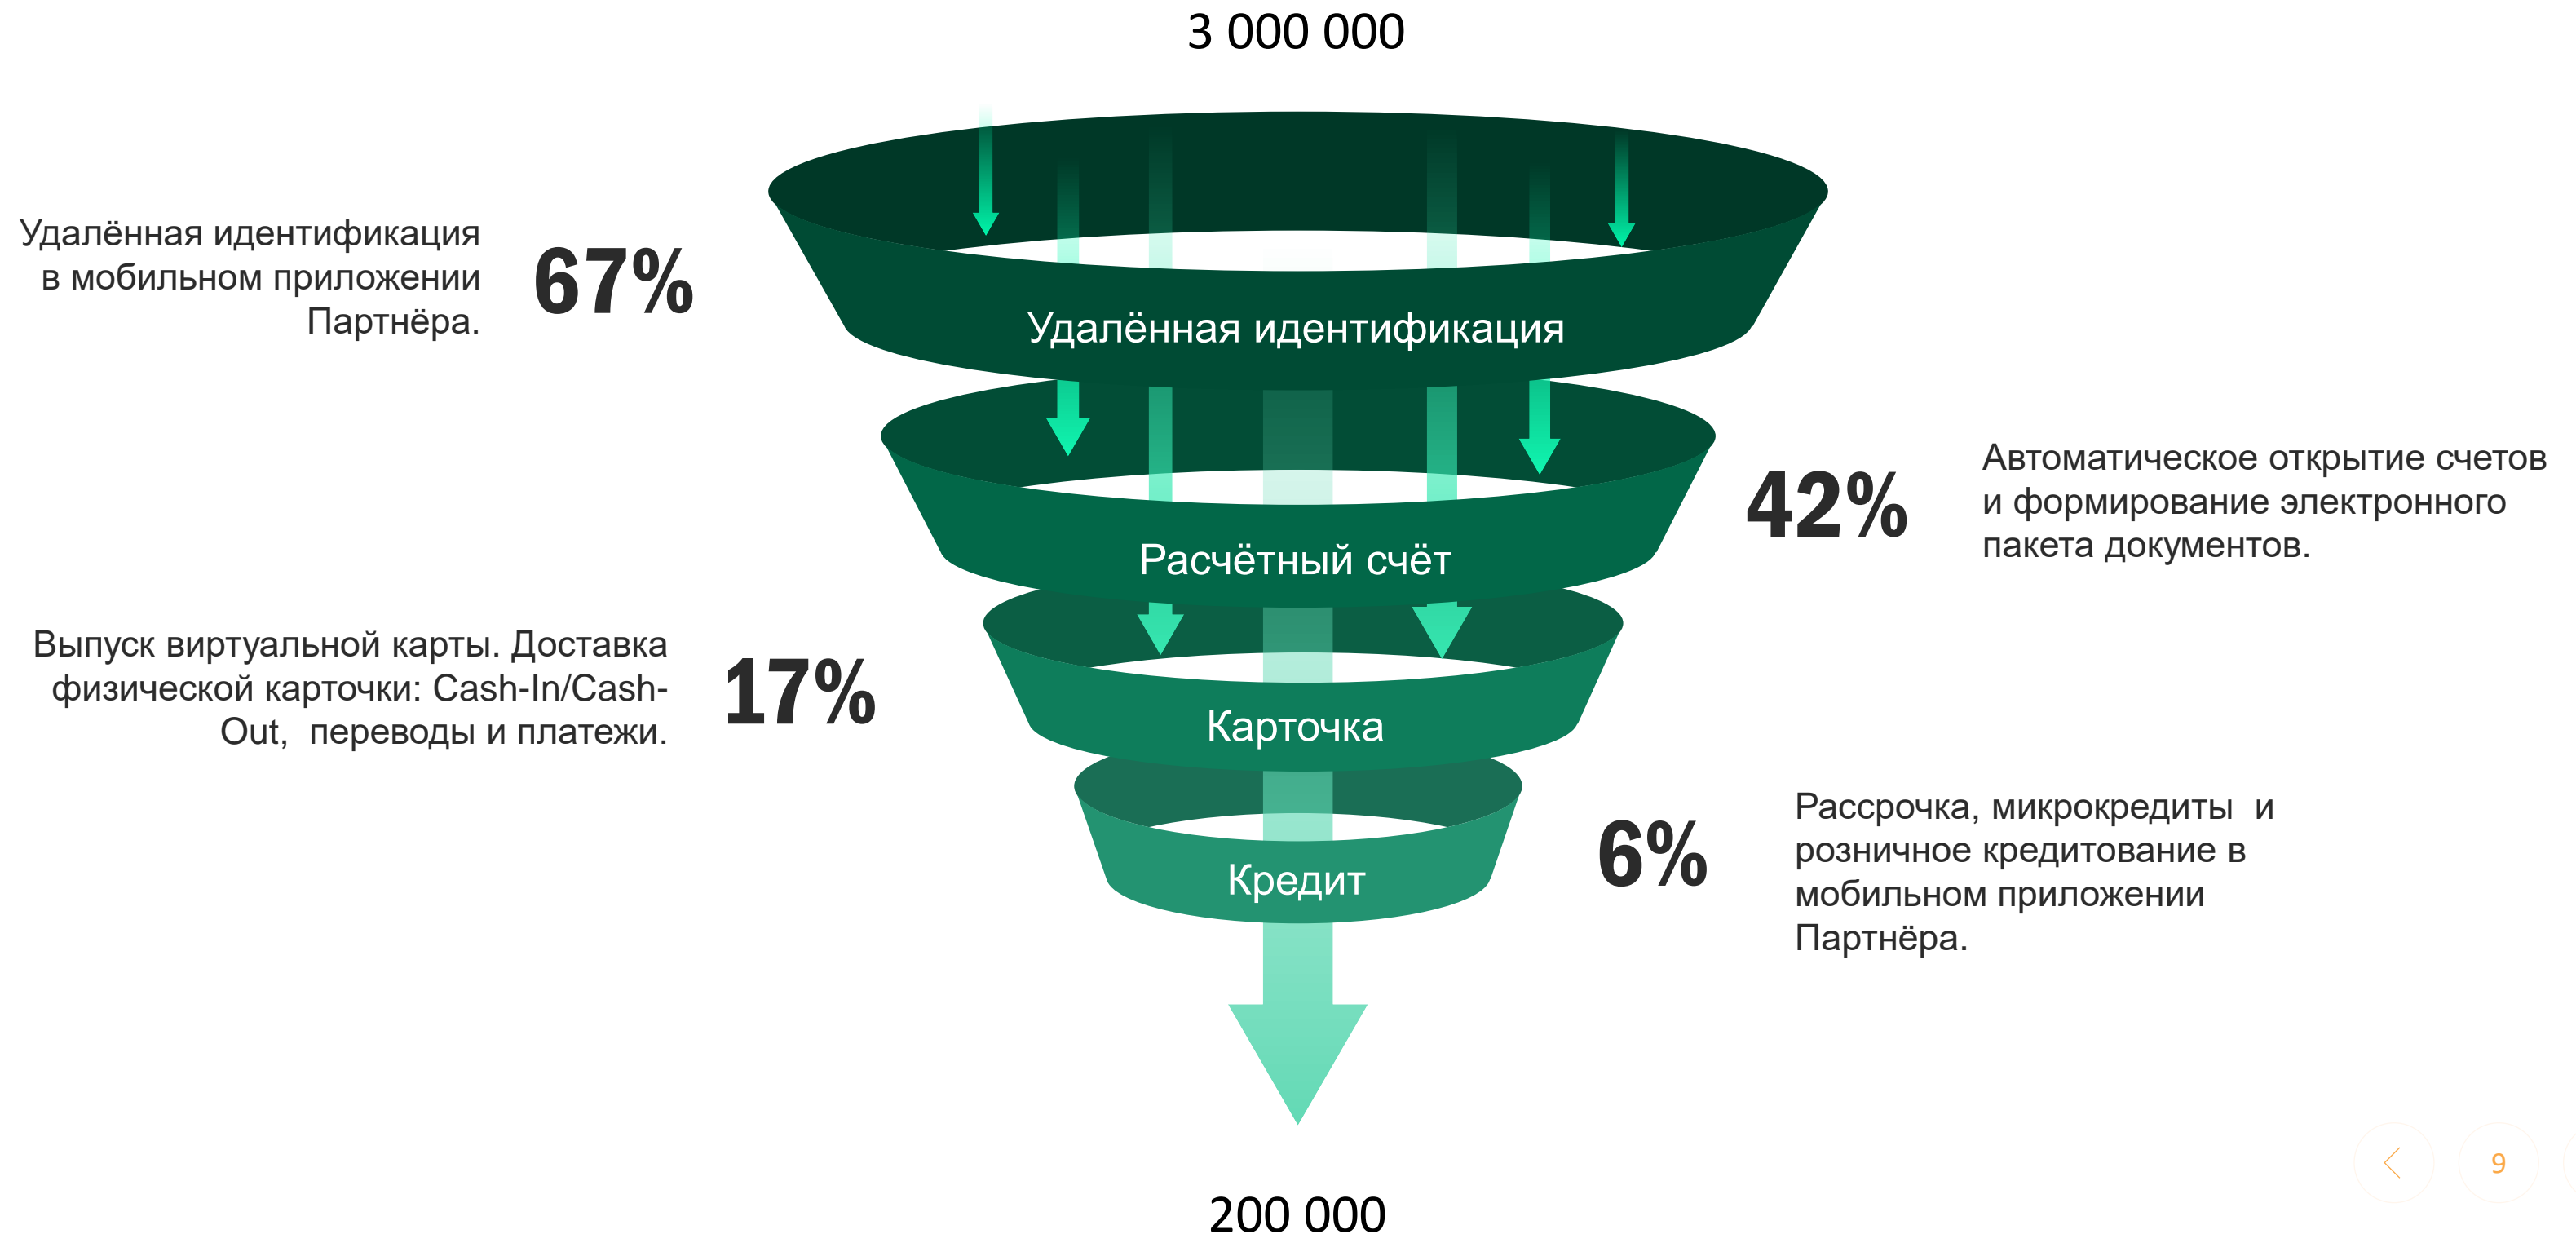 3 000 000
Удалённая идентификация
в мобильном приложении
Партнёра.
67%
Удалённая идентификация
Автоматическое открытие счетов
и формирование электронного
пакета документов.
42%
Расчётный счёт
Выпуск виртуальной карты. Доставка
физической карточки: Cash-In/Cash-
Out,  переводы и платежи.
17%
Карточка
Рассрочка, микрокредиты  и
розничное кредитование в
мобильном приложении
Партнёра.
6%
Кредит
9
200 000